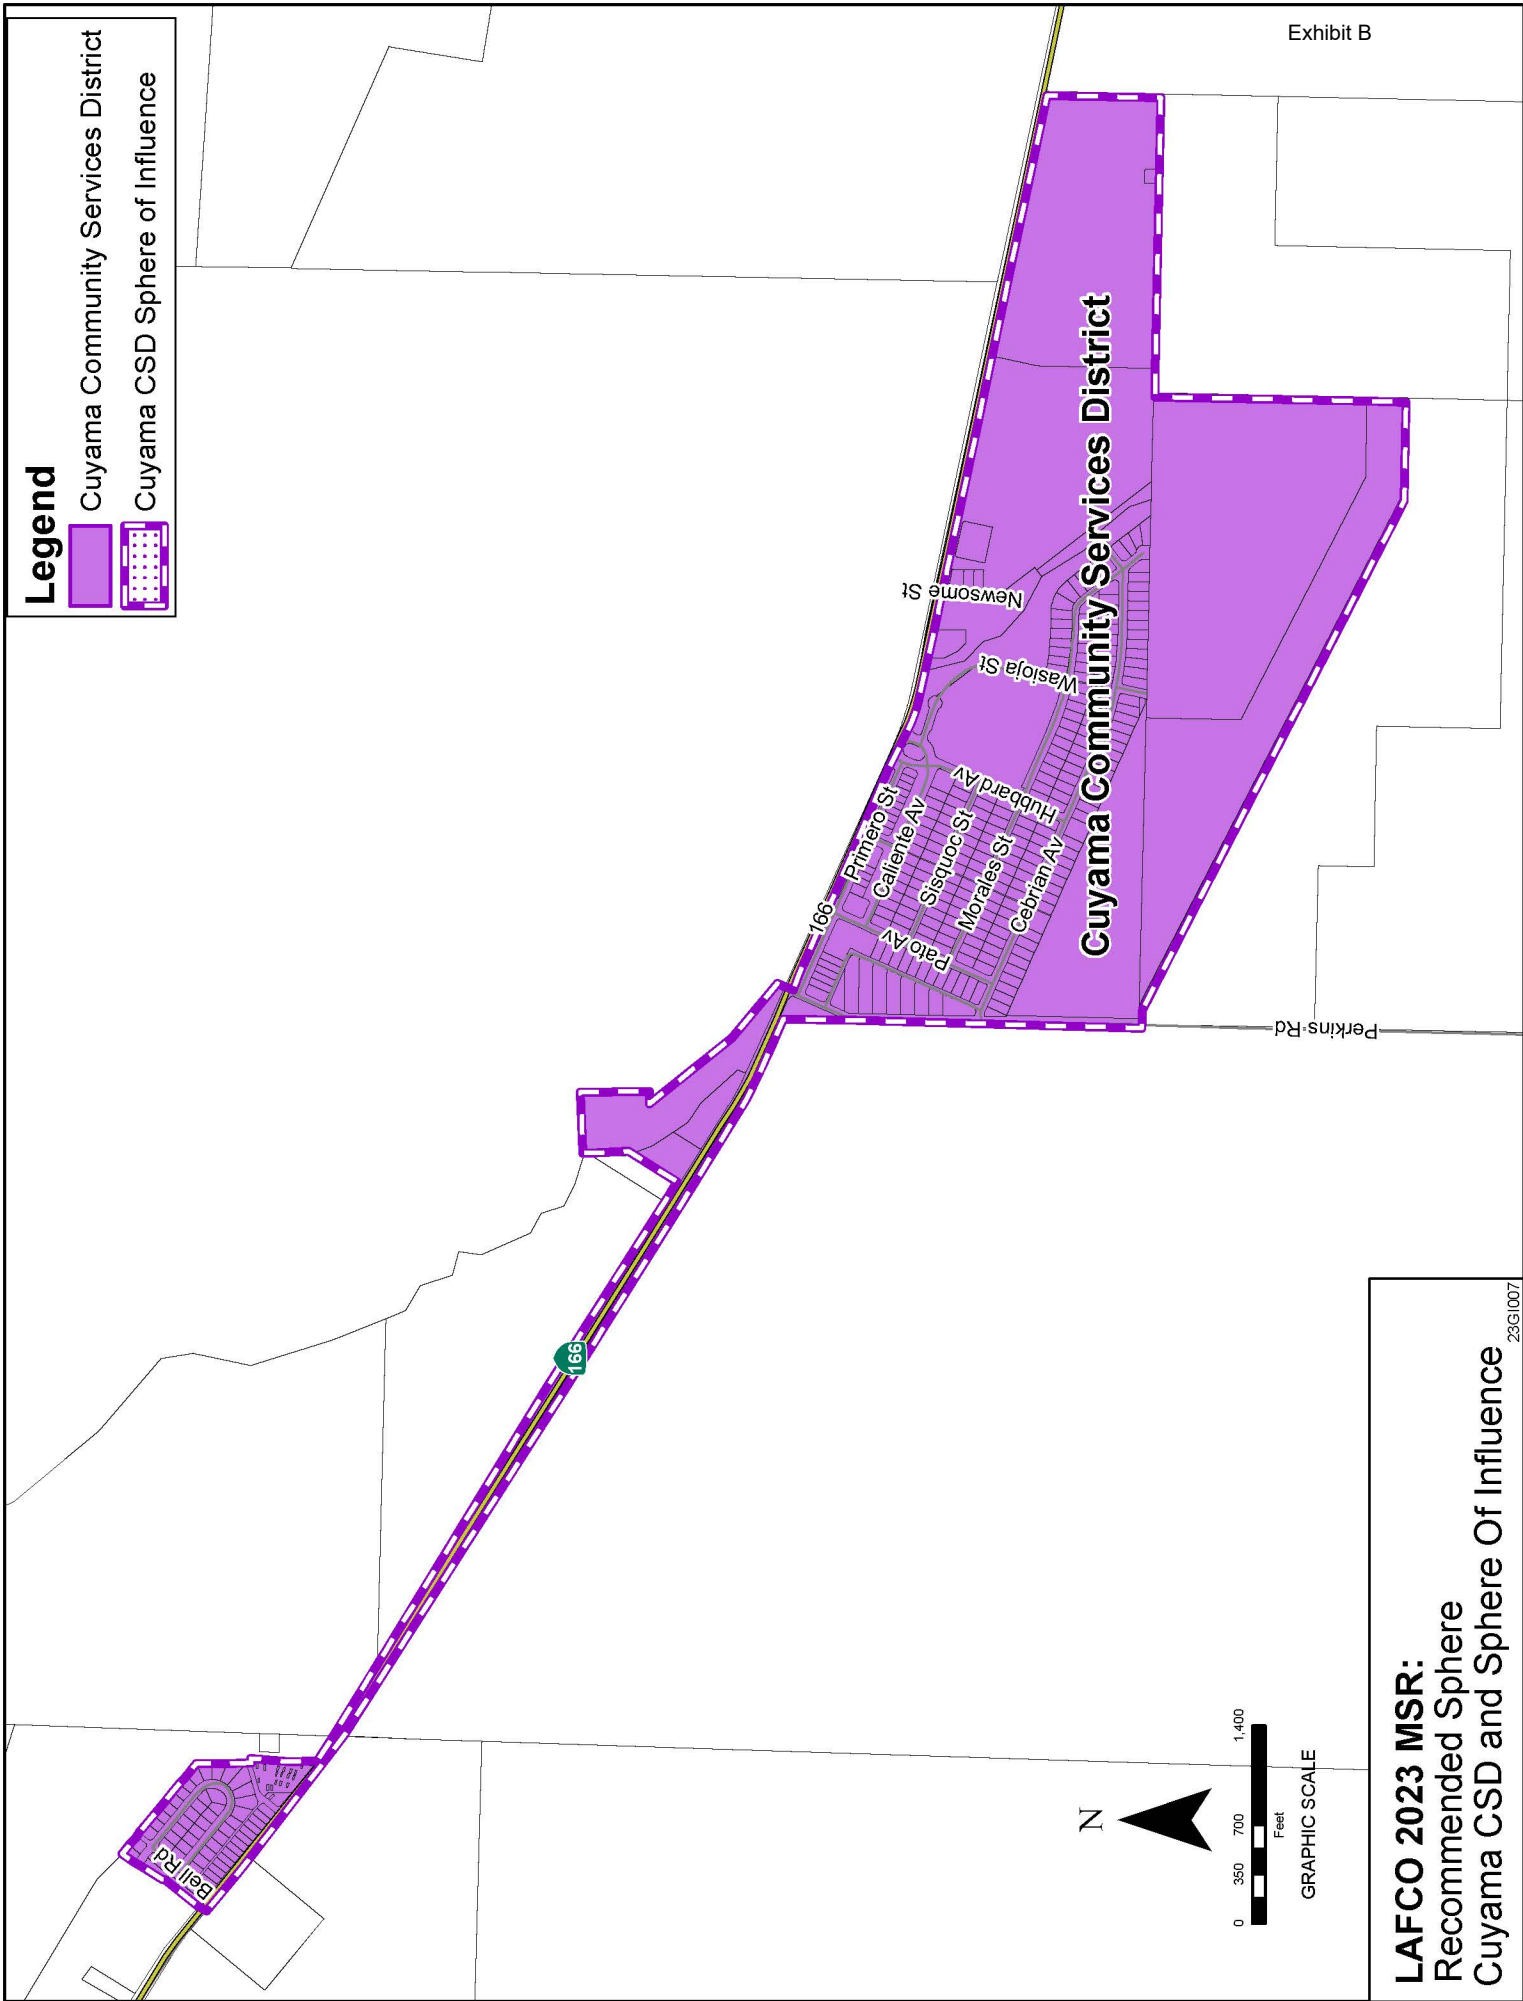 Exhibit B
Legend
Cuyama Community Services District
Cuyama CSD Sphere of Influence
Bell Rd
166
166
Primero St
Caliente Av
Sisquoc St
Morales St
Cebrian Av
Pato Av
Hubbard Av
Wasioja St
Newsome St
Perkins Rd
Cuyama Community Services District
N
0 350 700 1,400
Feet
GRAPHIC SCALE
LAFCO 2023 MSR:
Recommended Sphere
Cuyama CSD and Sphere Of Influence
23GI007